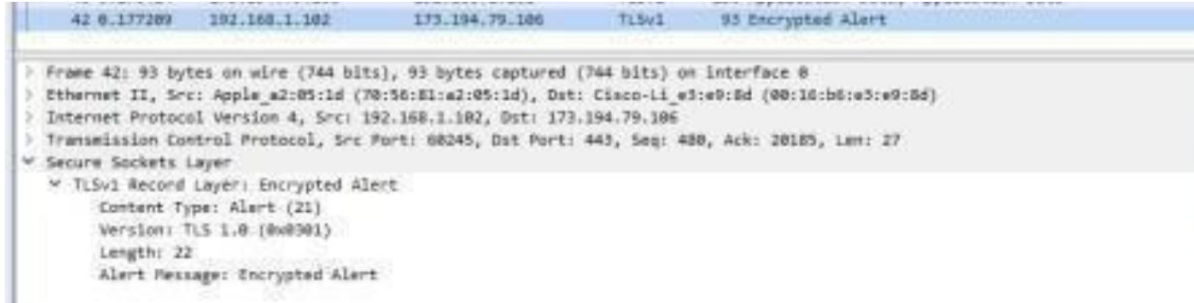 42 0.177209 192.168.1.102 173.194.79.106 TLSv1 93 Encrypted Alert
Frame 42: 93 bytes on wire (744 bits), 93 bytes captured (744 bits) on interface 0
Ethernet II, Src: Apple_a2:05:1d (70:56:81:a2:05:1d), Dst: Cisco-Li_e3:e9:8d (00:16:b6:e3:e9:8d)
Internet Protocol Version 4, Src: 192.168.1.102, Dst: 173.194.79.106
Transmission Control Protocol, Src Port: 60245, Dst Port: 443, Seq: 480, Ack: 20185, Len: 27
Secure Sockets Layer
TLSv1 Record Layer: Encrypted Alert
Content Type: Alert (21)
Version: TLS 1.0 (0x0301)
Length: 22
Alert Message: Encrypted Alert